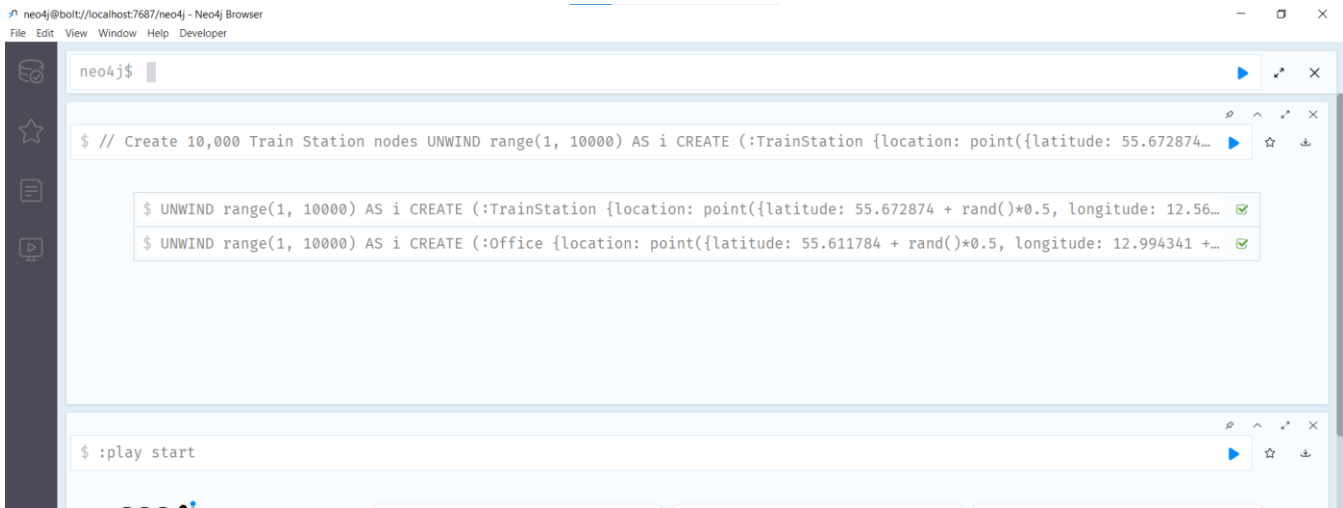 neo4j@bolt://localhost:7687/neo4j - Neo4j Browser
File Edit View Window Help Developer
neo4j$
$ // Create 10,000 Train Station nodes UNWIND range(1, 10000) AS i CREATE (:TrainStation {location: point({latitude: 55.672874…
$ UNWIND range(1, 10000) AS i CREATE (:TrainStation {location: point({latitude: 55.672874 + rand()*0.5, longitude: 12.56…
$ UNWIND range(1, 10000) AS i CREATE (:Office {location: point({latitude: 55.611784 + rand()*0.5, longitude: 12.994341 +…
$ :play start